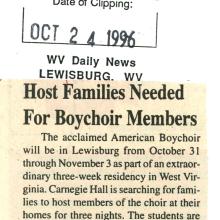 Date of Clipping:
OCT 24 1996
WV Daily News
LEWISBURG, WV
Host Families Needed
For Boychoir Members
The acclaimed American Boychoir
will be in Lewisburg from October 31
through November 3 as part of an extraor-
dinary three-week residency in West Vir-
ginia. Carnegie Hall is searching for fami-
lies to host members of the choir at their
homes for three nights. The students are